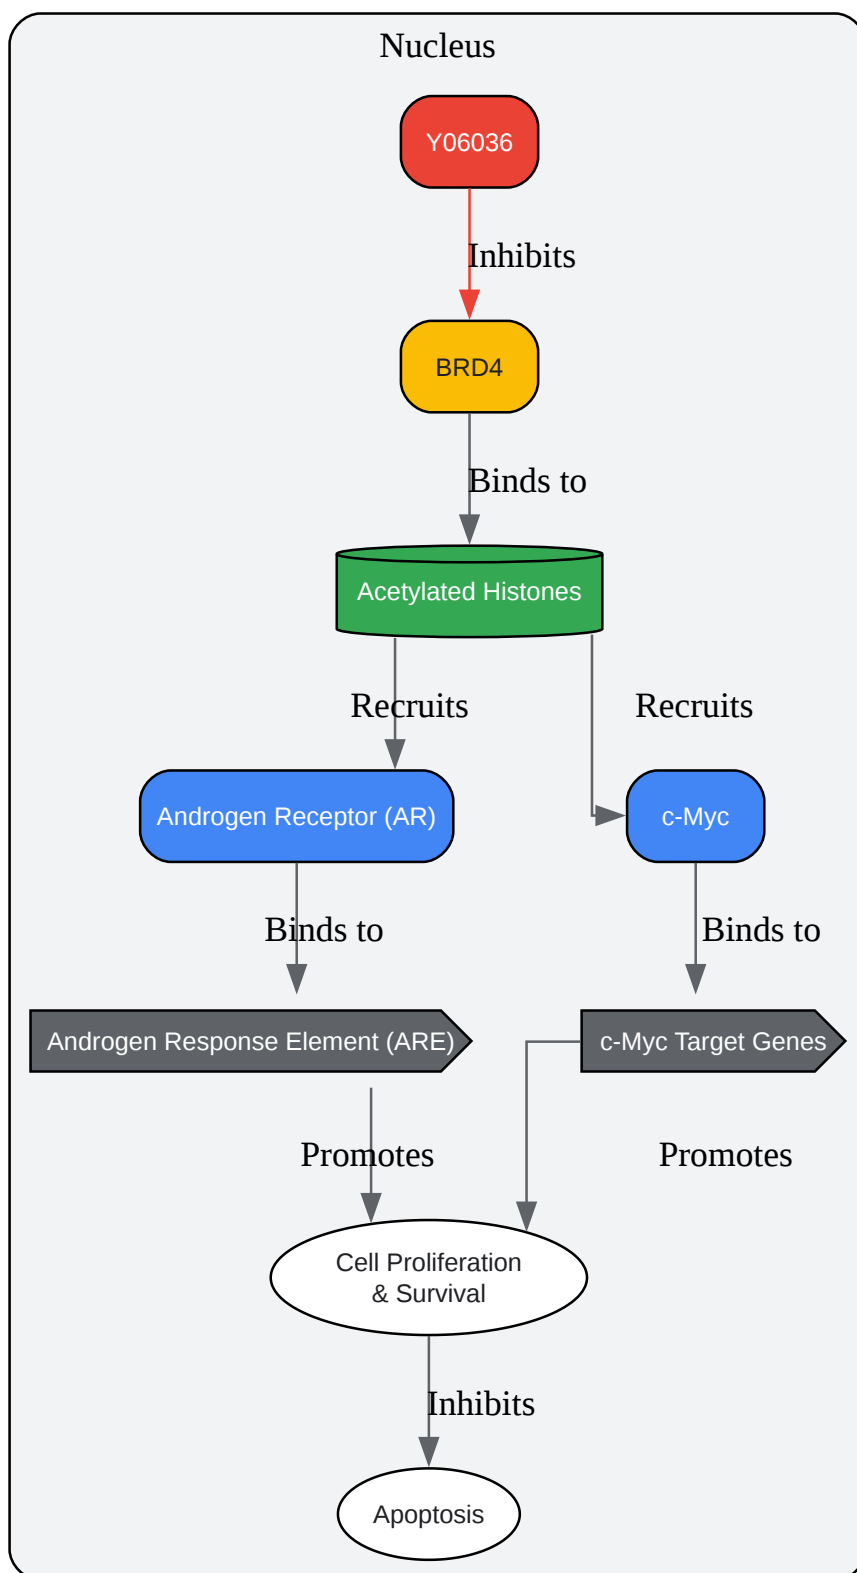 Nucleus
Y06036
Inhibits
BRD4
Binds to
Acetylated Histones
Recruits
Recruits
Androgen Receptor (AR)
c-Myc
Binds to
Binds to
Androgen Response Element (ARE)
c-Myc Target Genes
Promotes
Promotes
Cell Proliferation
& Survival
Inhibits
Apoptosis